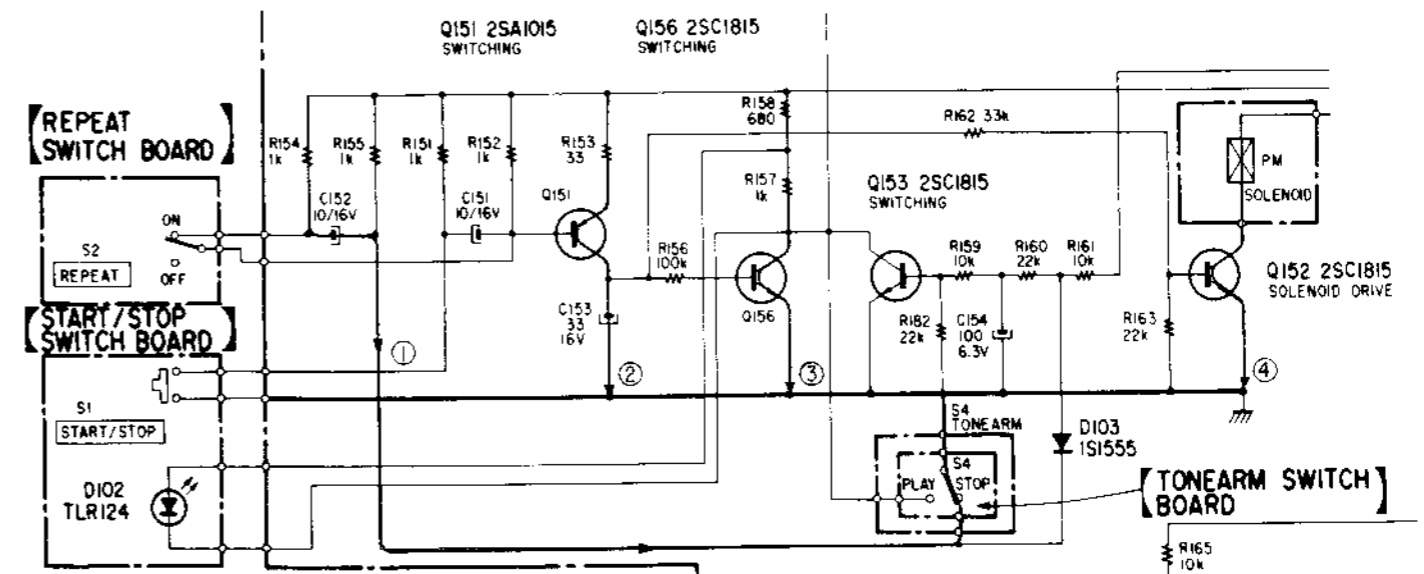 Q151 2SA1015
SWITCHING
Q156 2SC1815
SWITCHING
【REPEAT
SWITCH BOARD】
R154
1k
R155
1k
R151
1k
R152
1k
R153
33
R158
680
R162 33k
PM
SOLENOID
C152
10/16V
C151
10/16V
Q151
R157
1k
Q153 2SC1815
SWITCHING
ON
S2
REPEAT
OFF
R156
100k
R159
10k
R160
22k
R161
10k
Q152 2SC1815
SOLENOID DRIVE
Q156
C153
33
16V
R182
22k
C154
100
6.3V
R163
22k
【START/STOP
SWITCH BOARD】
①
②
③
④
S1
START/STOP
S4
TONEARM
D103
1S1555
S4
PLAY
STOP
D102
TLR124
【TONEARM SWITCH
BOARD】
R165
10k